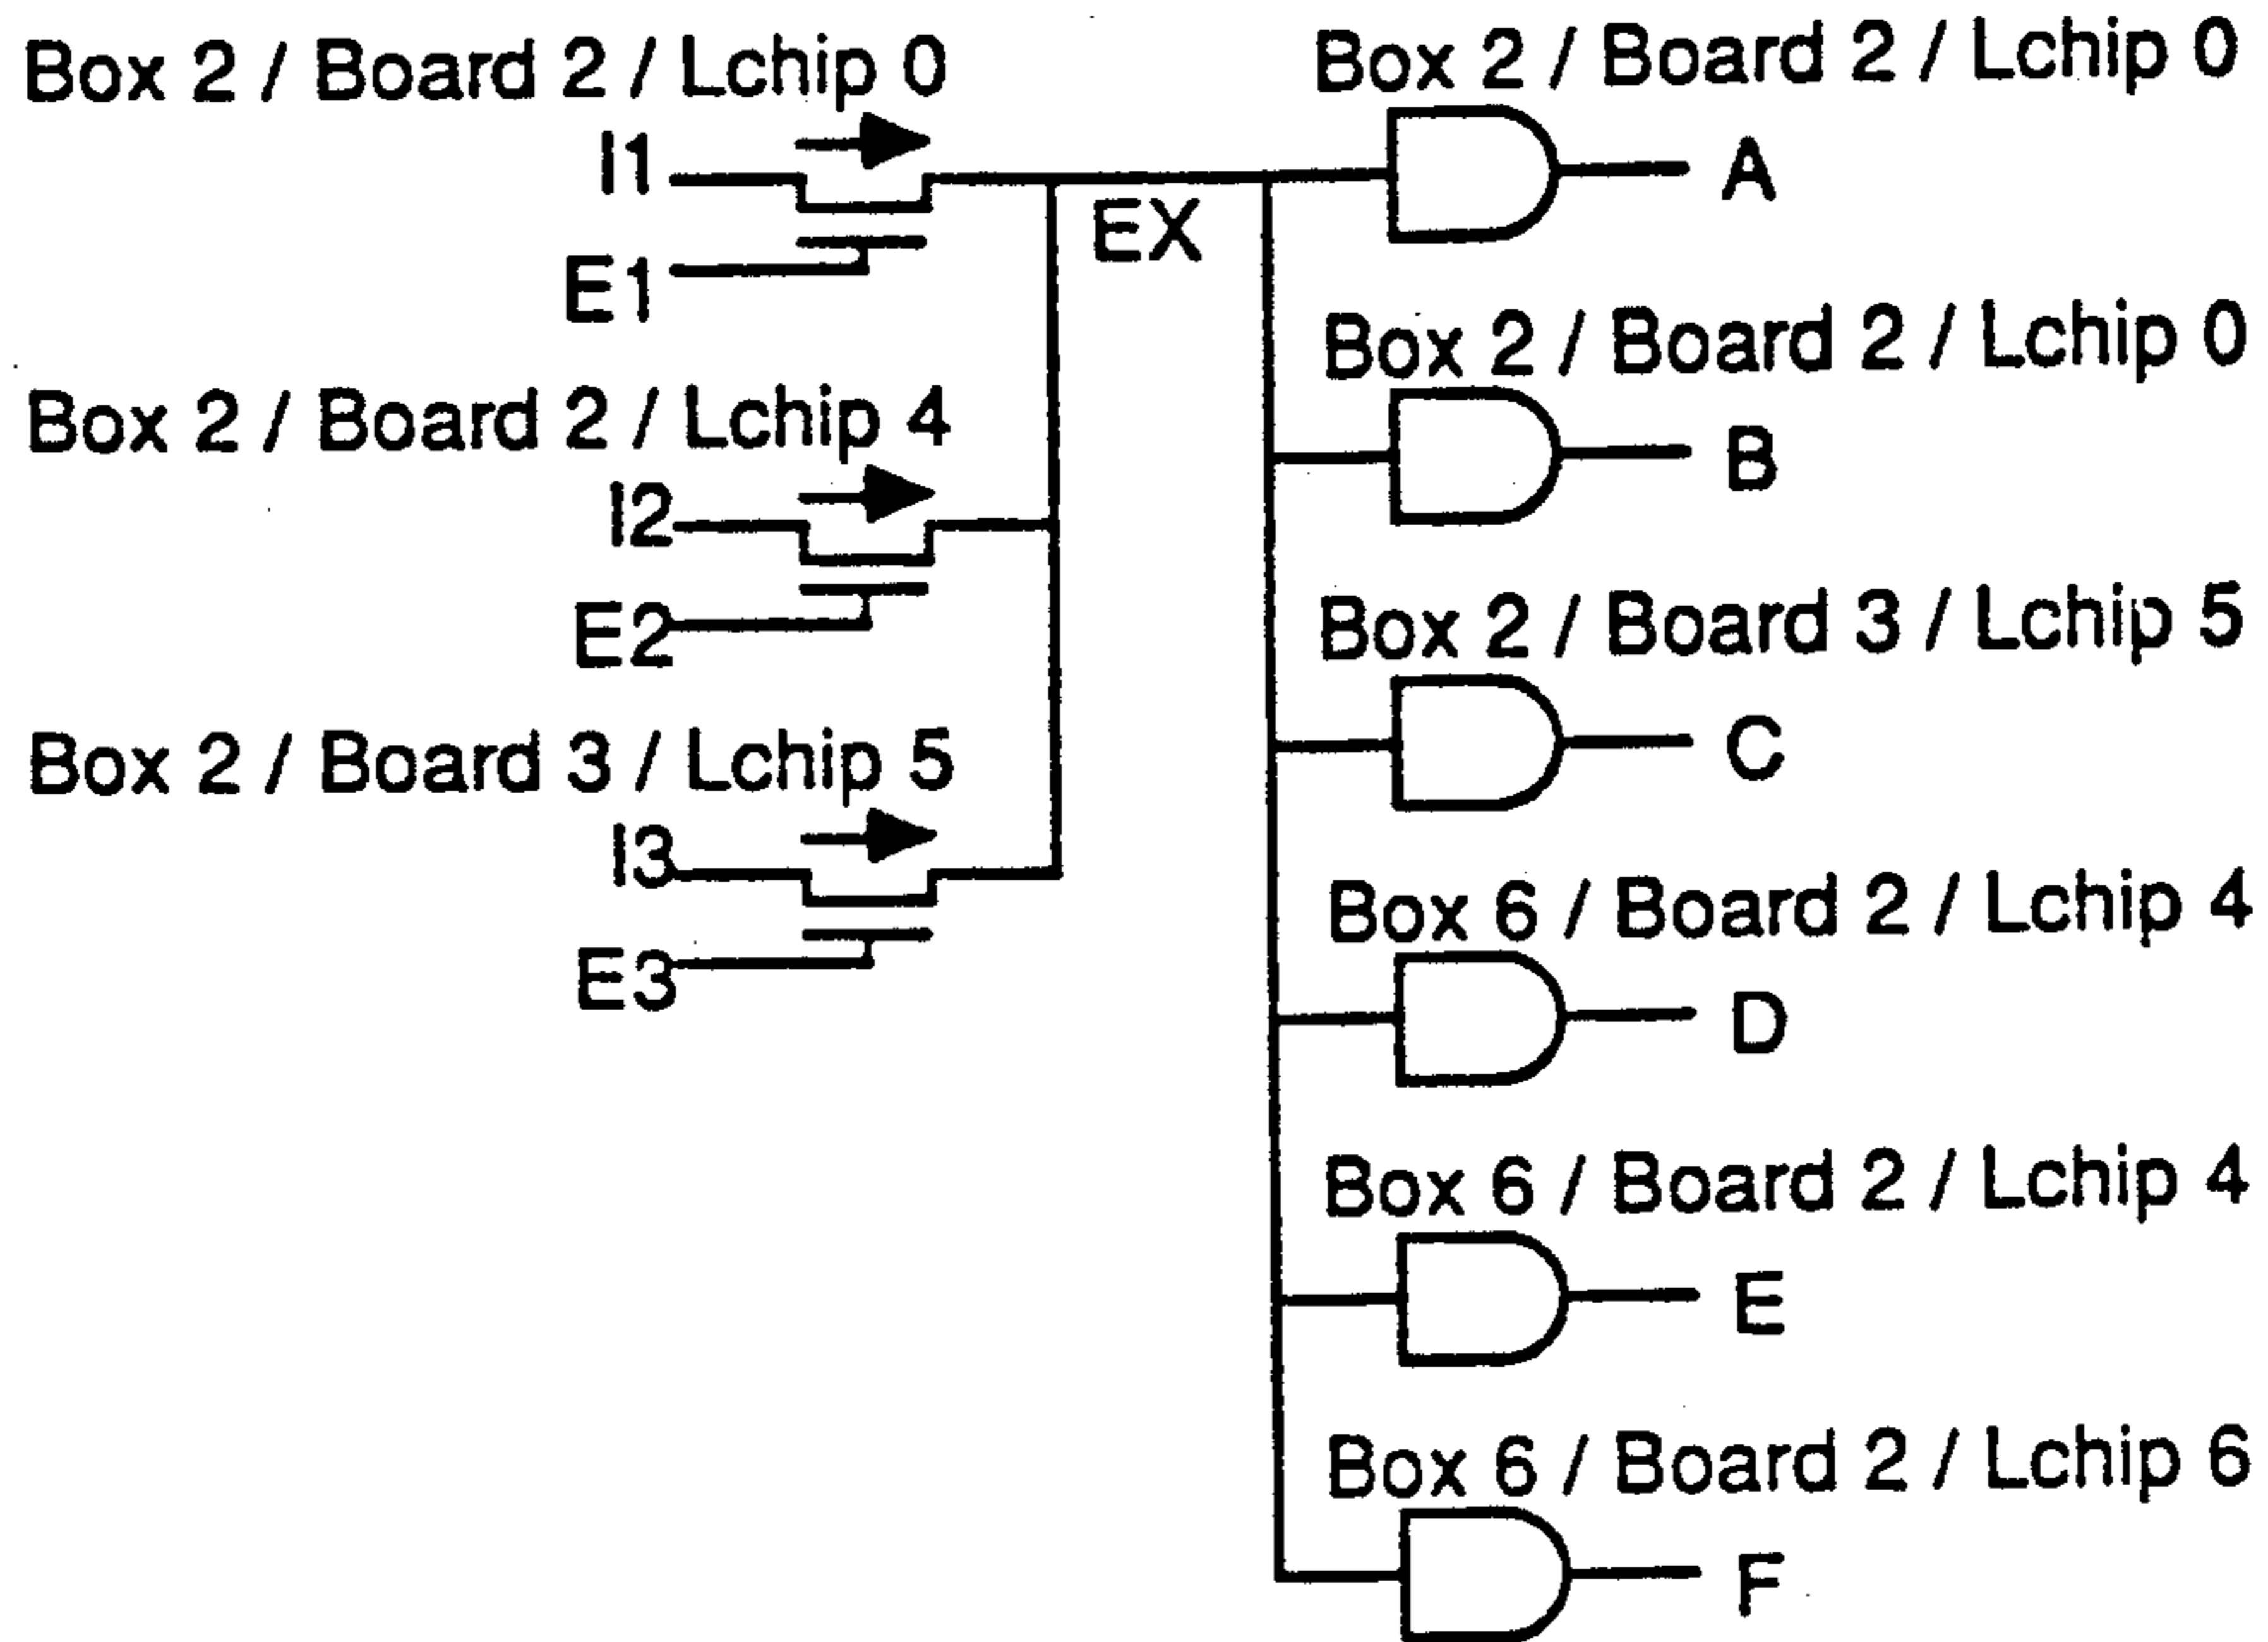 Box 2 / Board 2 / Lchip 0
I1
E1
Box 2 / Board 2 / Lchip 4
I2
E2
Box 2 / Board 3 / Lchip 5
I3
E3
EX
Box 2 / Board 2 / Lchip 0
A
Box 2 / Board 2 / Lchip 0
B
Box 2 / Board 3 / Lchip 5
C
Box 6 / Board 2 / Lchip 4
D
Box 6 / Board 2 / Lchip 4
E
Box 6 / Board 2 / Lchip 6
F